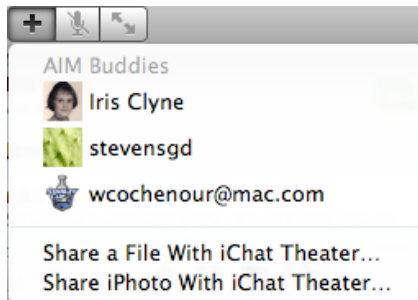 AIM Buddies
Iris Clyne
stevensgd
wcochenour@mac.com
Share a File With iChat Theater...
Share iPhoto With iChat Theater...